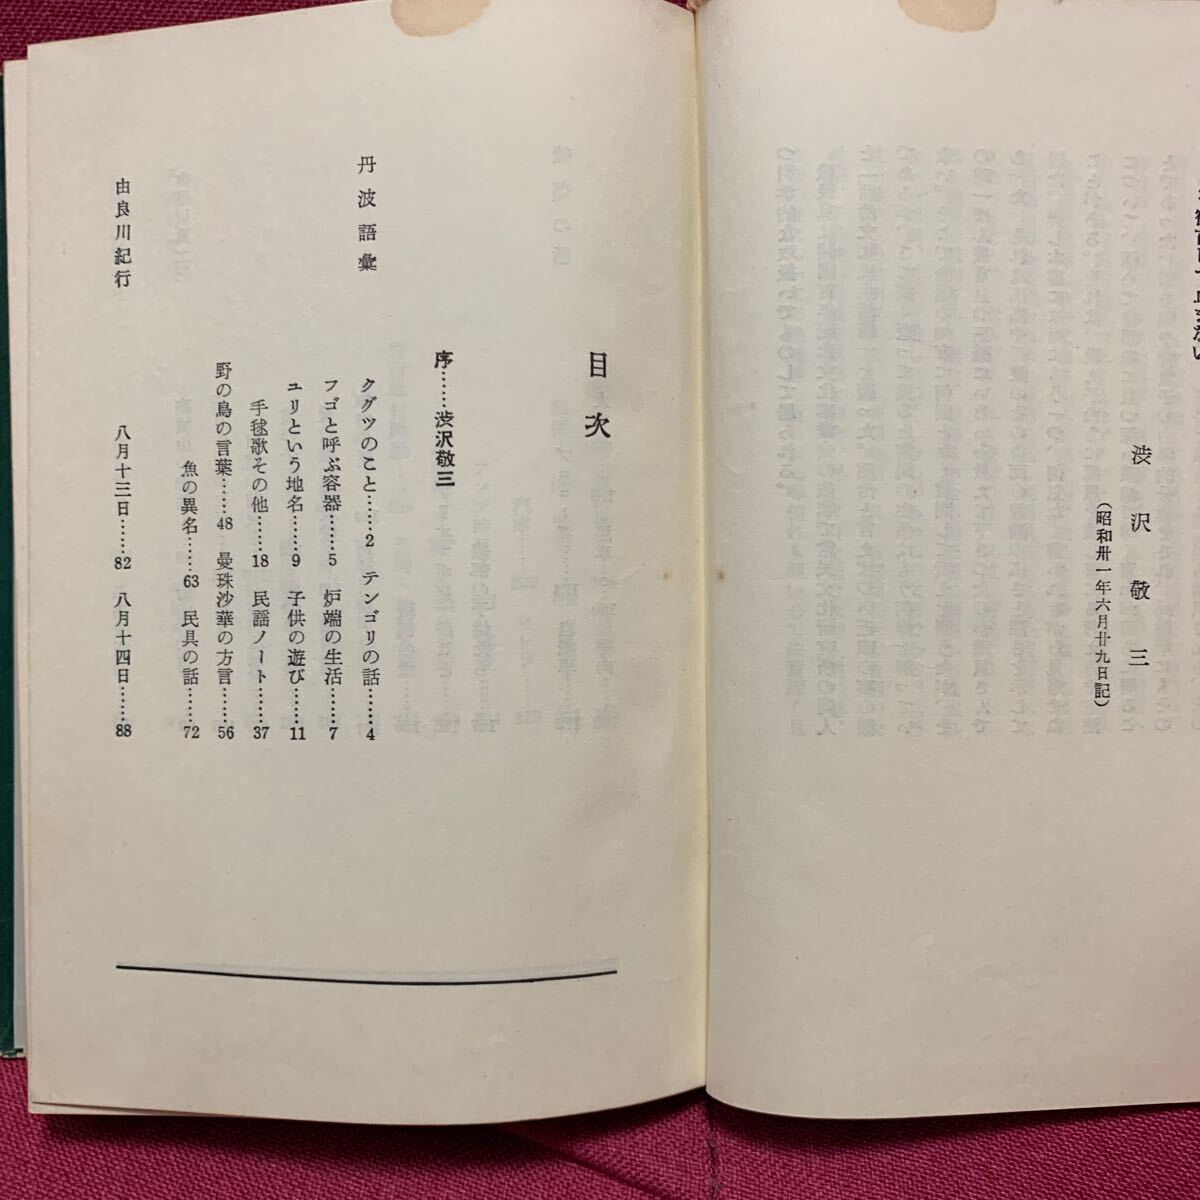 渋沢敬三
（昭和卅一年六月廿九日記）
目次
序……渋沢敬三
丹波語彙
クグツのこと……2 テンゴリの話……4
フゴと呼ぶ容器……5 炉端の生活……7
ユリという地名……9 子供の遊び……11
手毬歌その他……18 民謡ノート……37
野の鳥の言葉……48 曼珠沙華の方言……56
魚の異名……63 民具の話……72
由良川紀行
八月十三日……82 八月十四日……88